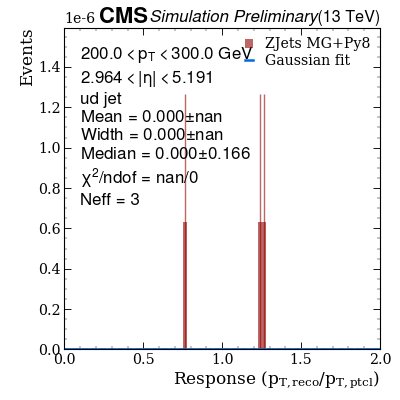 1e-6 CMS Simulation Preliminary (13 TeV)
Events
200.0 < pT < 300.0 GeV
2.964 < |η| < 5.191
ud jet
Mean = 0.000±nan
Width = 0.000±nan
Median = 0.000±0.166
χ²/ndof = nan/0
Neff = 3
ZJets MG+Py8
Gaussian fit
1.4
1.2
1.0
0.8
0.6
0.4
0.2
0.0
0.0 0.5 1.0 1.5 2.0
Response (pT,reco/pT,ptcl)